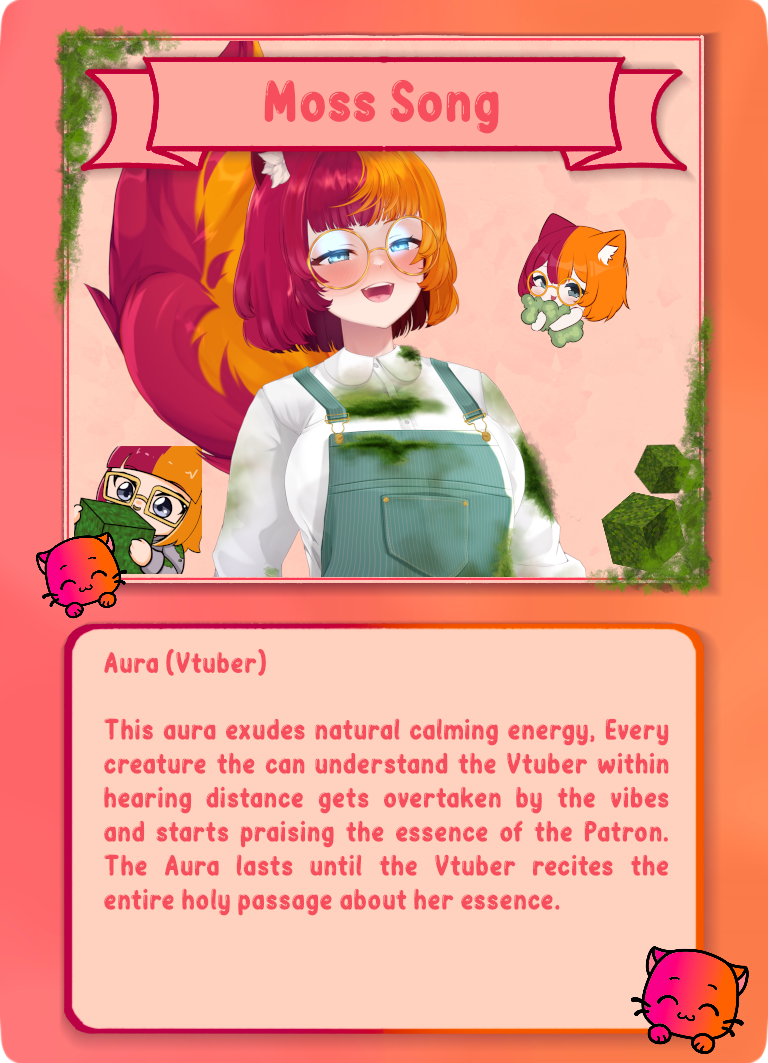 Moss Song
Aura (Vtuber)
This aura exudes natural calming energy, Every
creature the can understand the Vtuber within
hearing distance gets overtaken by the vibes
and starts praising the essence of the Patron.
The Aura lasts until the Vtuber recites the
entire holy passage about her essence.